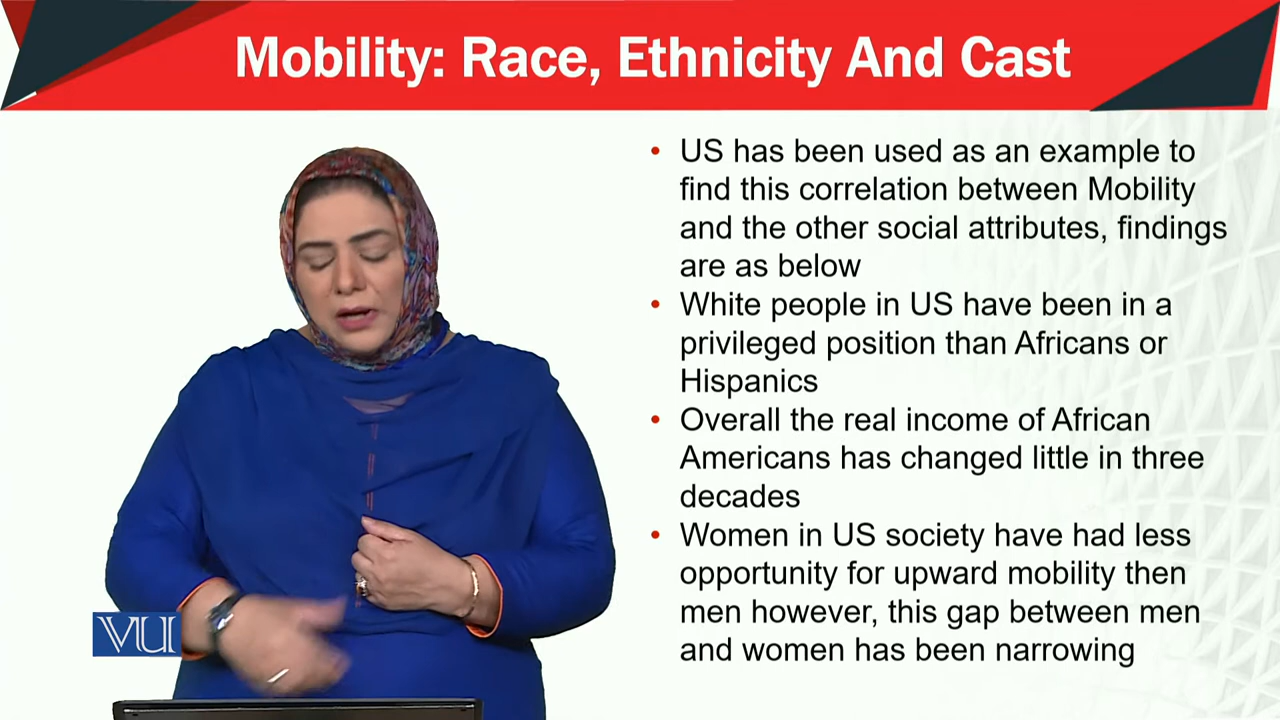 Mobility: Race, Ethnicity And Cast
• US has been used as an example to
find this correlation between Mobility
and the other social attributes, findings
are as below
• White people in US have been in a
privileged position than Africans or
Hispanics
• Overall the real income of African
Americans has changed little in three
decades
• Women in US society have had less
opportunity for upward mobility then
men however, this gap between men
and women has been narrowing
VU